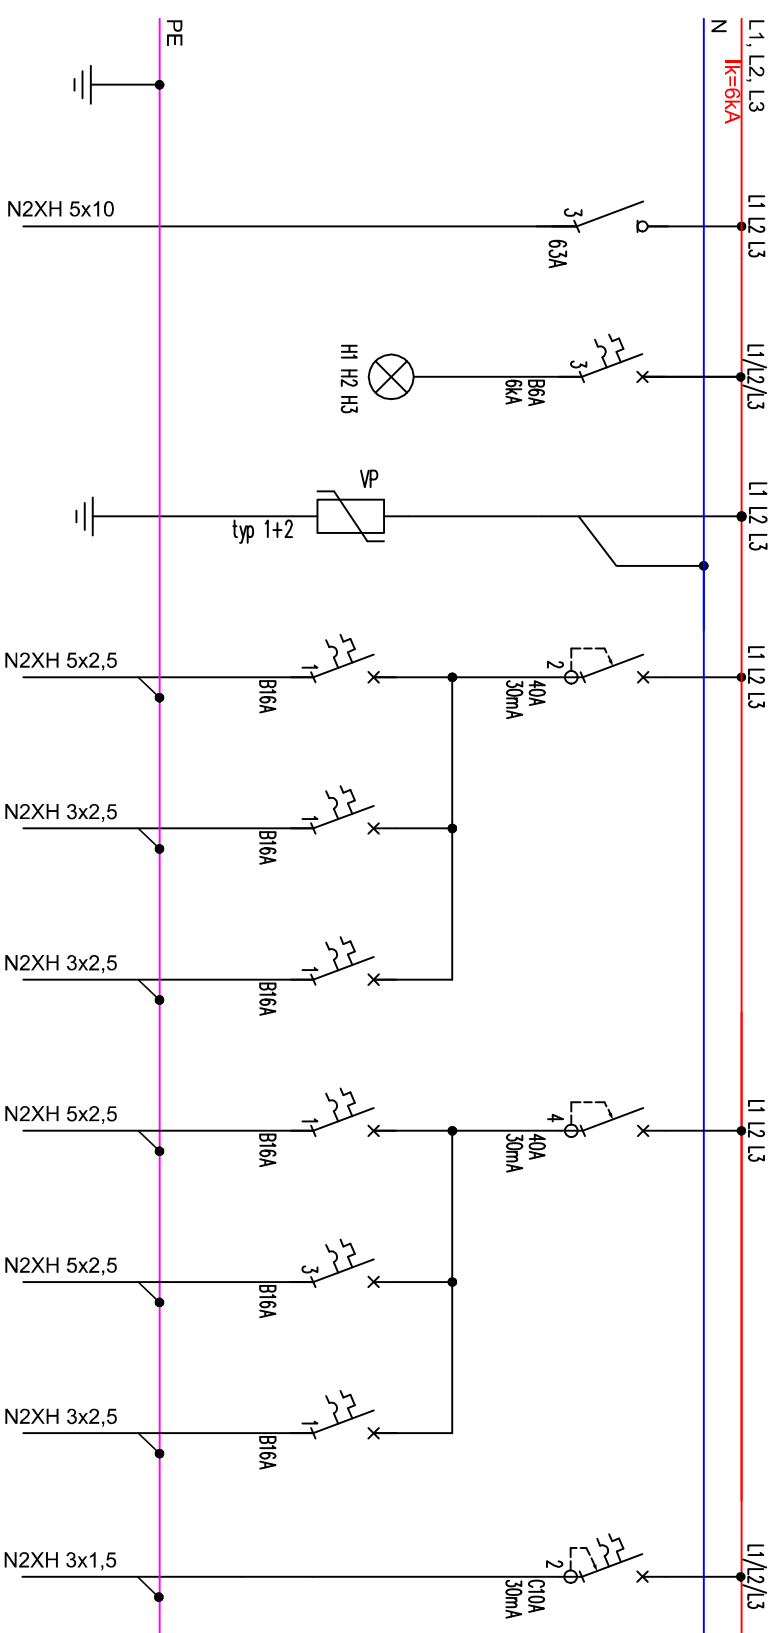 L1, L2, L3
Ik=6kA
N
PE
L1 L2 L3
N2XH 5x10
3
63A
L1/L2/L3
3
B6A
6kA
H1 H2 H3
L1 L2 L3
VP
typ 1+2
L1 L2 L3
2
40A
30mA
N2XH 5x2,5
1
B16A
N2XH 3x2,5
1
B16A
N2XH 3x2,5
1
B16A
L1 L2 L3
4
40A
30mA
N2XH 5x2,5
1
B16A
N2XH 5x2,5
3
B16A
N2XH 3x2,5
1
B16A
L1/L2/L3
2
C10A
30mA
N2XH 3x1,5